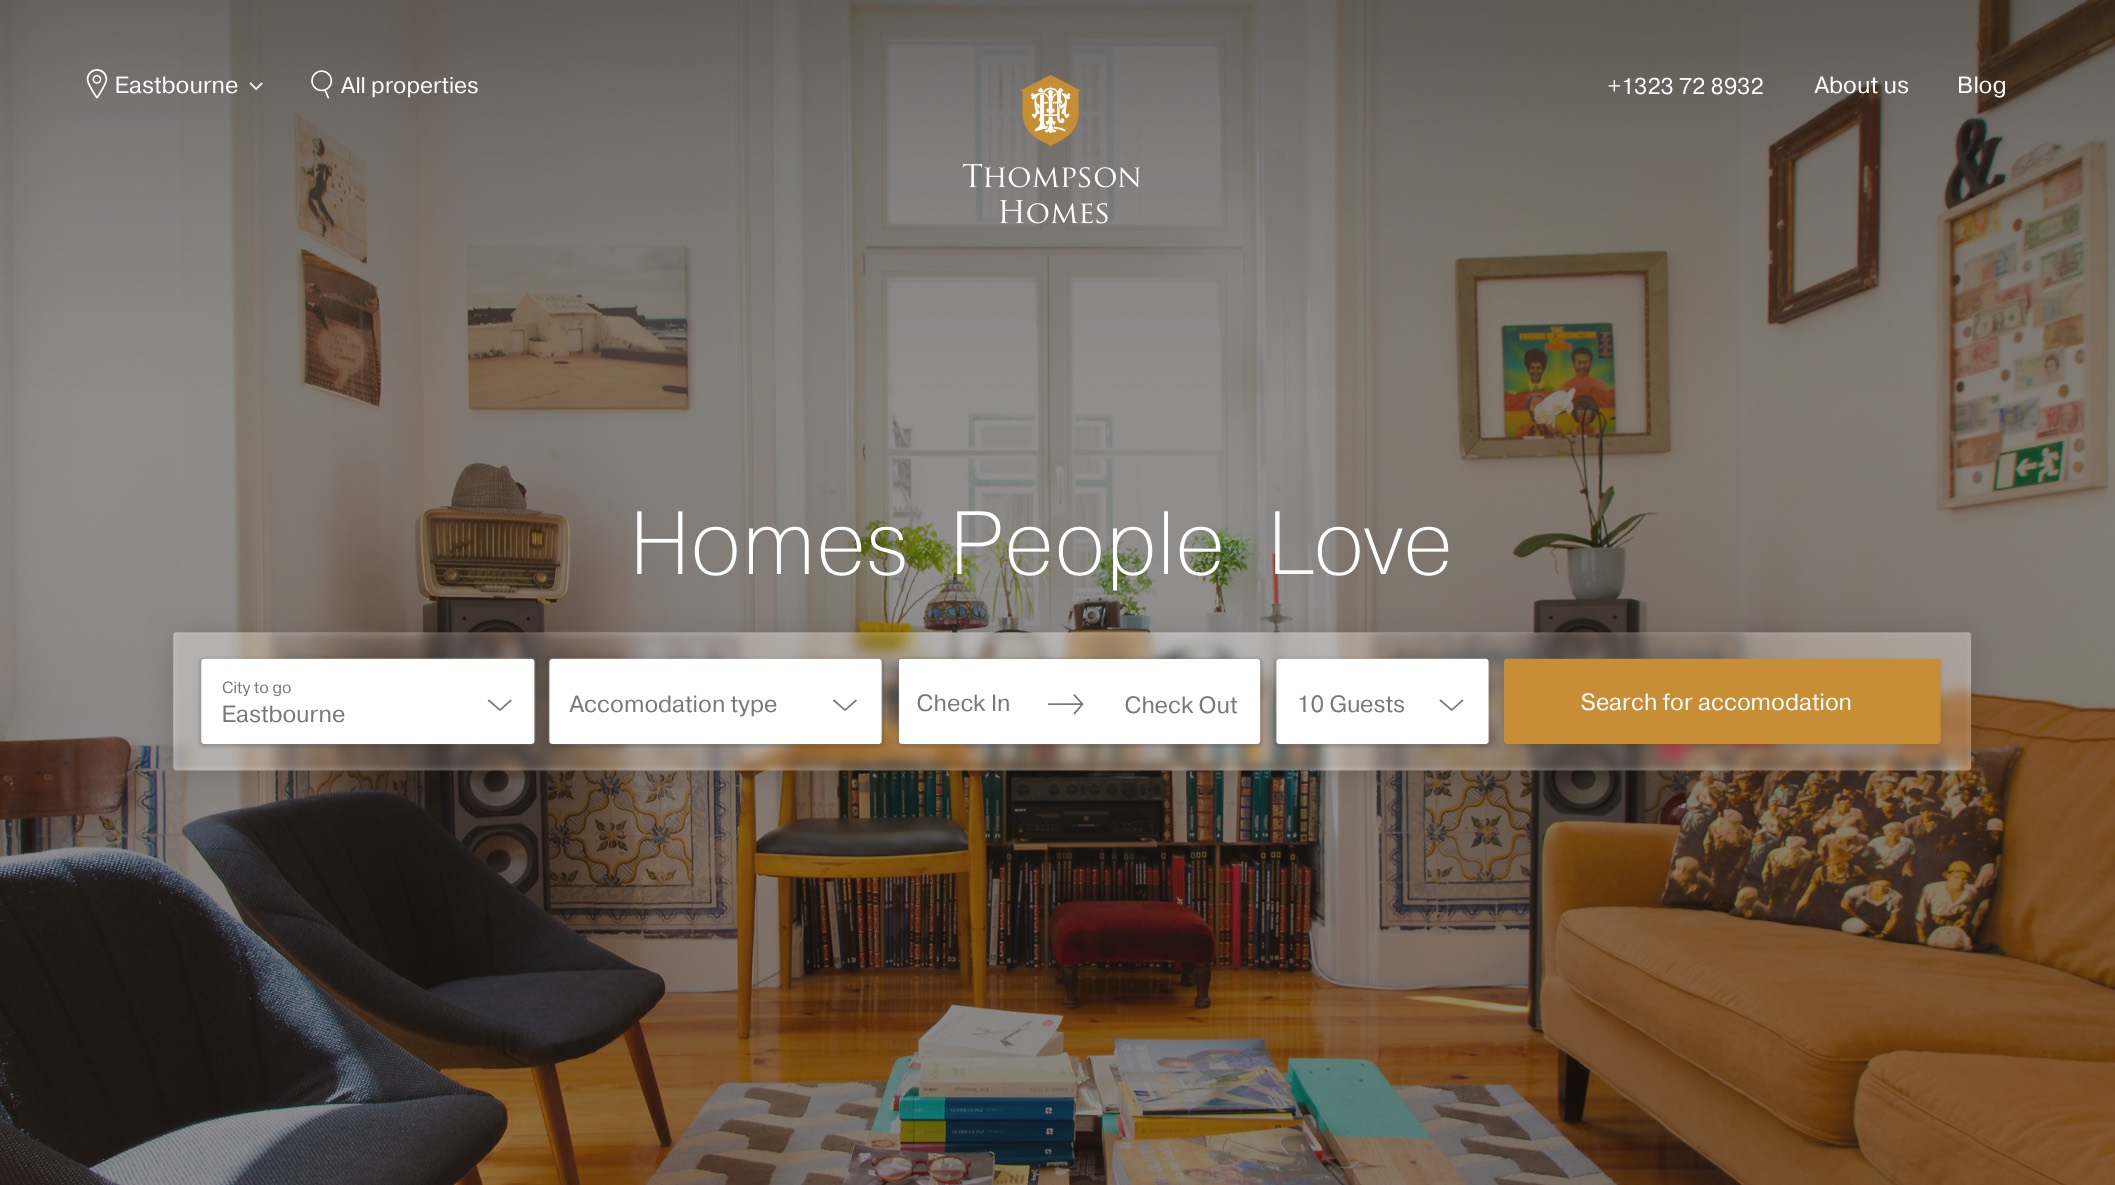 Eastbourne
All properties
+1323 72 8932
About us
Blog
THOMPSON
HOMES
Homes People Love
City to go
Eastbourne
Accomodation type
Check In
Check Out
10 Guests
Search for accomodation